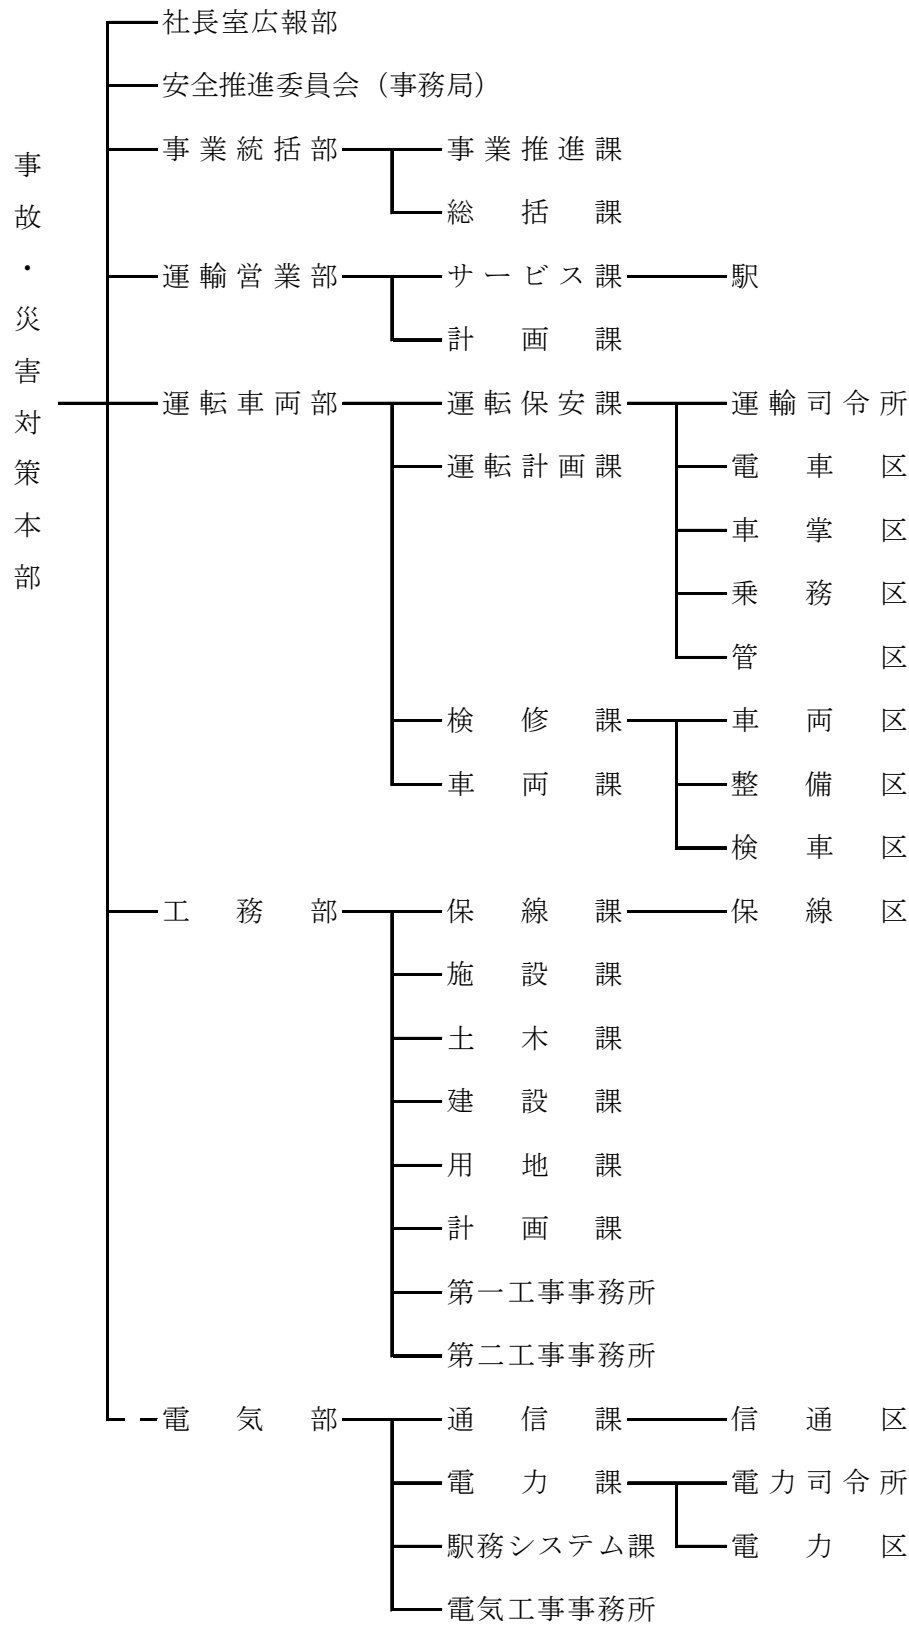 事故・災害対策本部
社長室広報部
安全推進委員会（事務局）
事業統括部 事業推進課
総括課
運輸営業部 サービス課 駅
計画課
運転車両部 運転保安課 運輸司令所
運転計画課 電車区
車掌区
乗務区
管区
検修課 車両区
車両課 整備区
検車区
工務部 保線課 保線区
施設課
土木課
建設課
用地課
計画課
第一工事事務所
第二工事事務所
電気部 通信課 信通区
電力課 電力司令所
駅務システム課 電力区
電気工事事務所